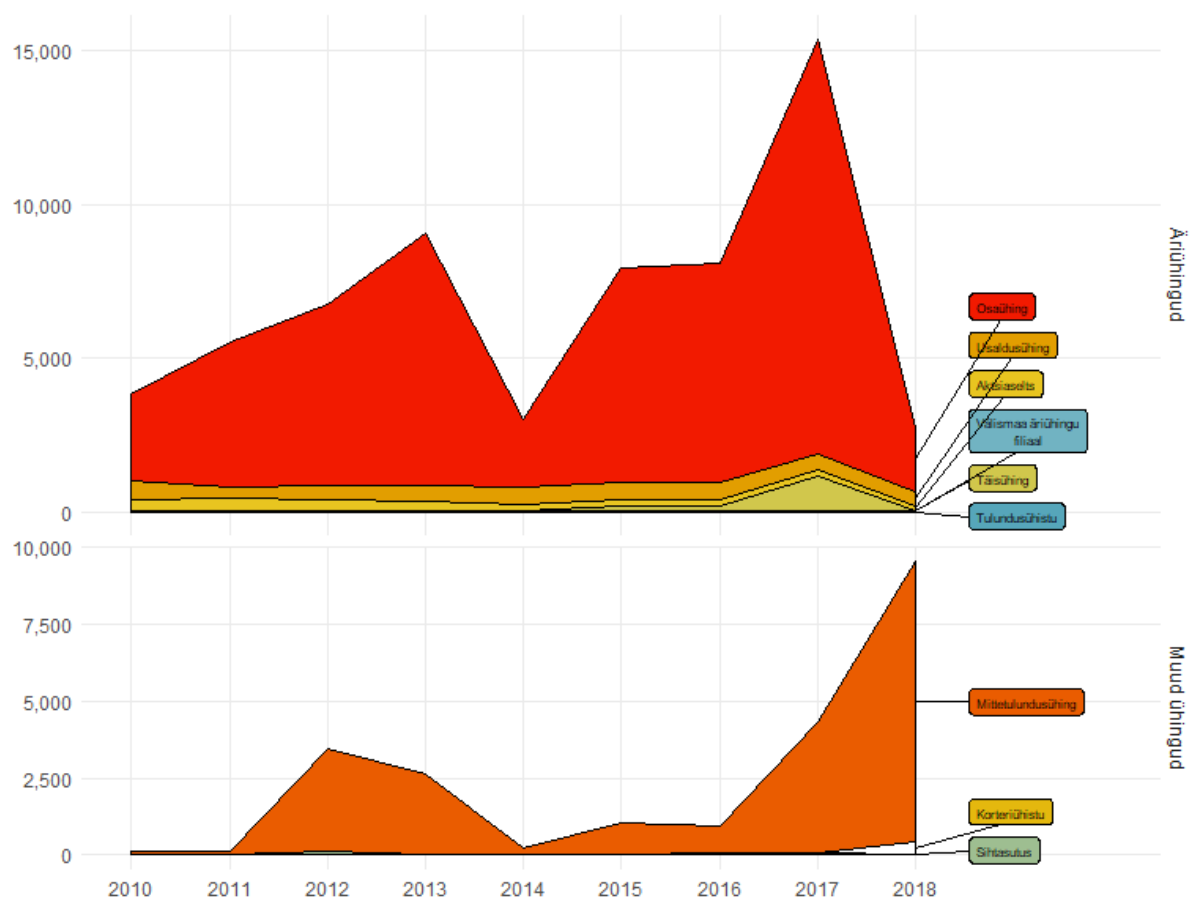 15,000
10,000
5,000
0
Äriühingud
Osaühing
Usaldusühing
Aktsiaselts
Välismaa äriühingu
filiaal
Täisühing
Tulundusühistu
10,000
7,500
5,000
2,500
0
Muud ühingud
Mittetulundusühing
Korteriühistu
Sihtasutus
2010 2011 2012 2013 2014 2015 2016 2017 2018